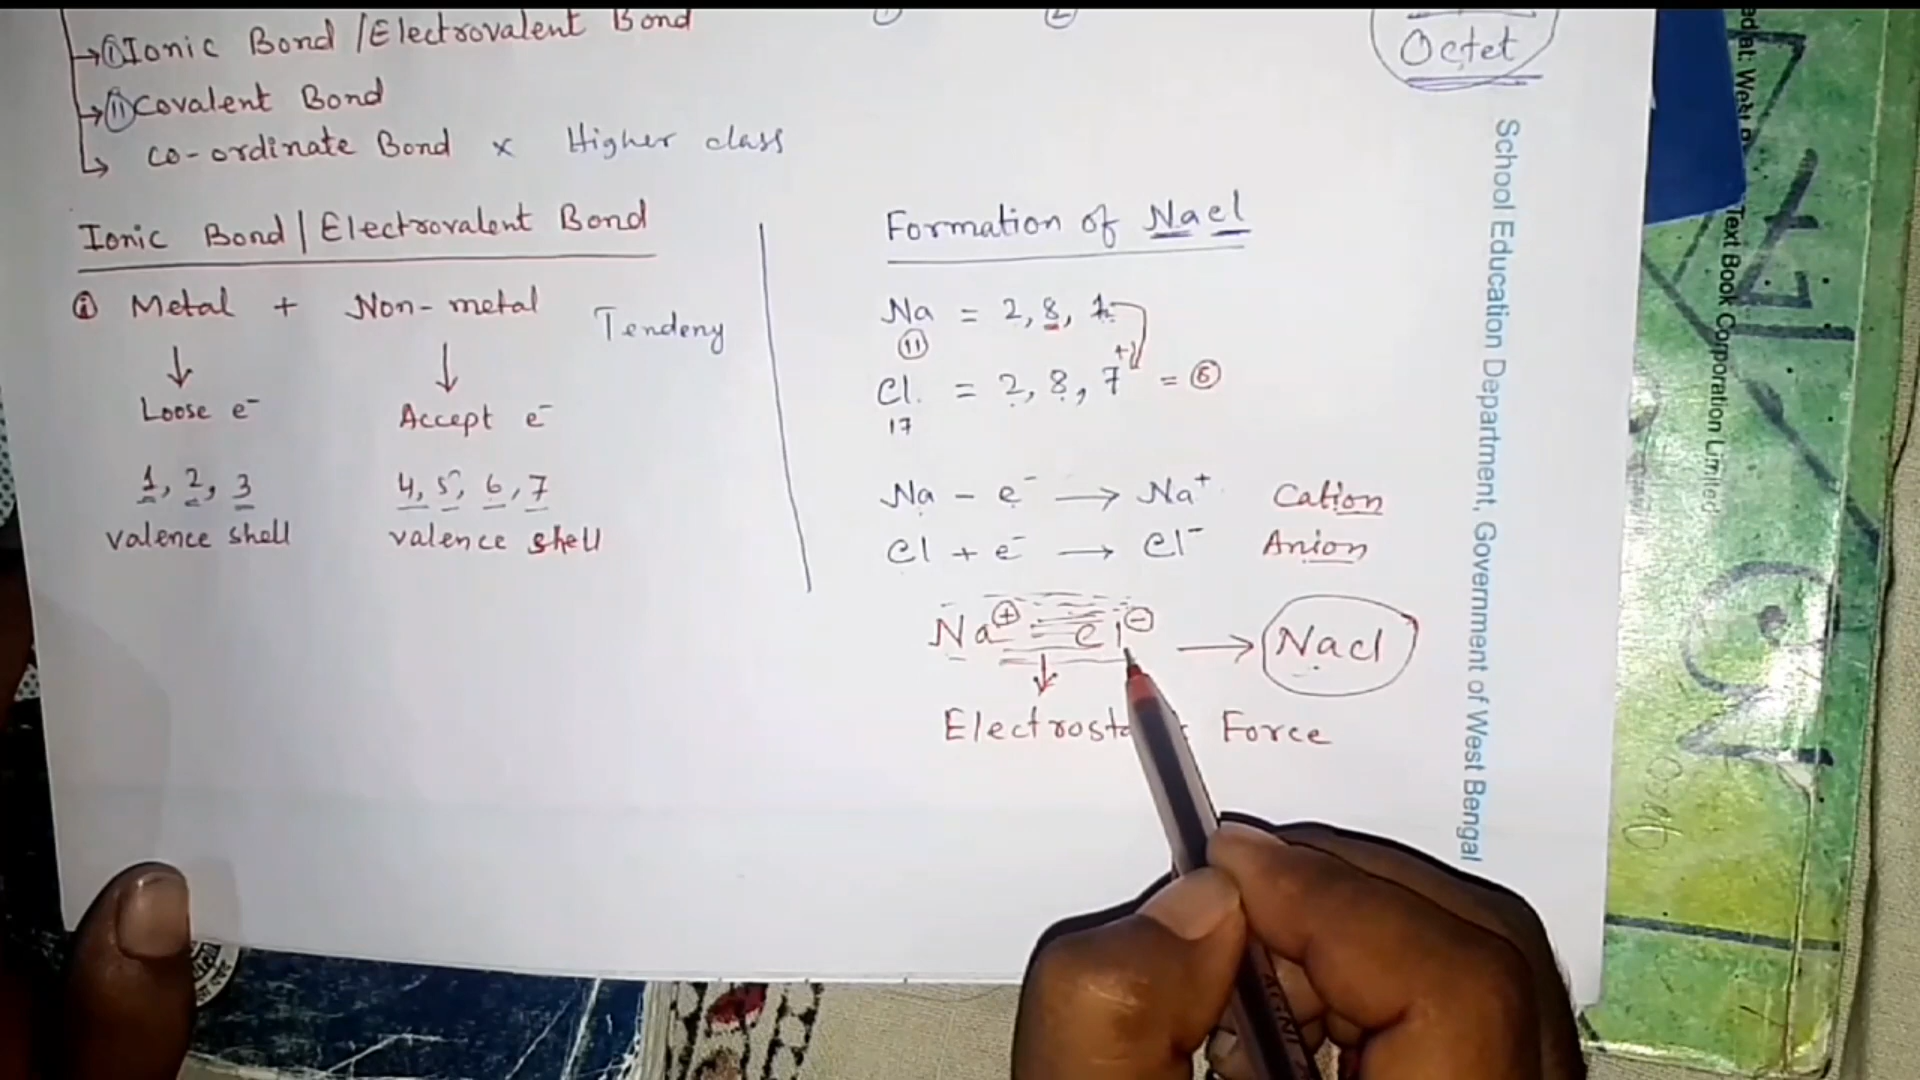 →ⓘ Ionic Bond /Electrovalent Bond
→ⓘⓘ Covalent Bond
↳ co-ordinate Bond × Higher class
① ②
Octet
Ionic Bond | Electrovalent Bond
ⓘ Metal + Non-metal Tendeny
↓ ↓
Loose e⁻ Accept e⁻
1, 2, 3 4, 5, 6, 7
valence shell valence shell
Formation of Nacl
Na = 2, 8, 1
11
+1
Cl = 2, 8, 7 = ⑧
17
Na - e⁻ → Na⁺ Cation
Cl + e⁻ → Cl⁻ Anion
Na⊕ Cl⊖ → Nacl
↓
Force
School Education Department, Government of West Bengal
Text Book Corporation Limited